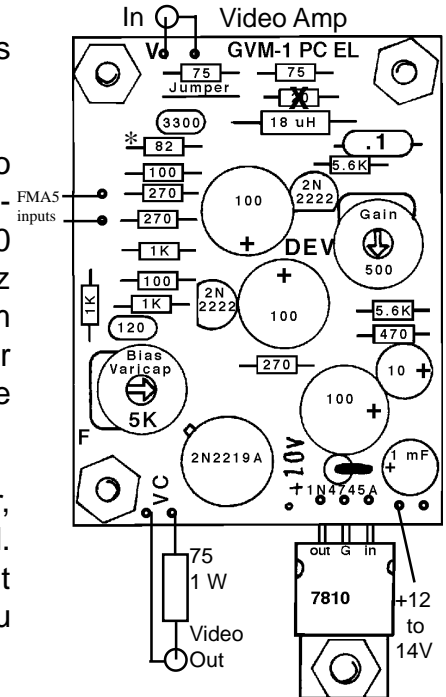 In Video Amp
V GVM-1 PC EL
75 75
Jumper
3300
18 uH
* 82
.1
5.6K
100
2N
2222
FMA5
inputs
270
100
Gain
270
DEV
500
1K
100
2N
2222
1K
1K
100
5.6K
120
470
Bias
Varicap
270
10 +
5K
100
F
2N2219A
+10V
1 mF
1N4745A
VC
out G in
75
1 W
7810
+12
to
14V
Video
Out
s
o
-
0
z
n
r
e
r,
l.
t
u